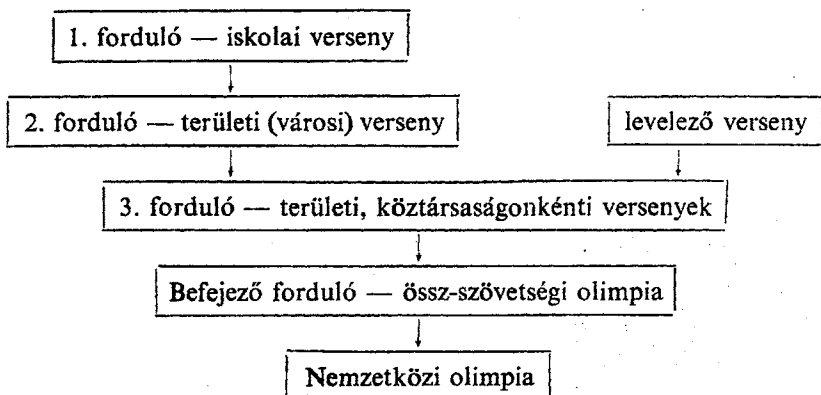 1. forduló — iskolai verseny
2. forduló — területi (városi) verseny
levelező verseny
3. forduló — területi, köztársaságonkénti versenyek
Befejező forduló — össz-szövetségi olimpia
Nemzetközi olimpia